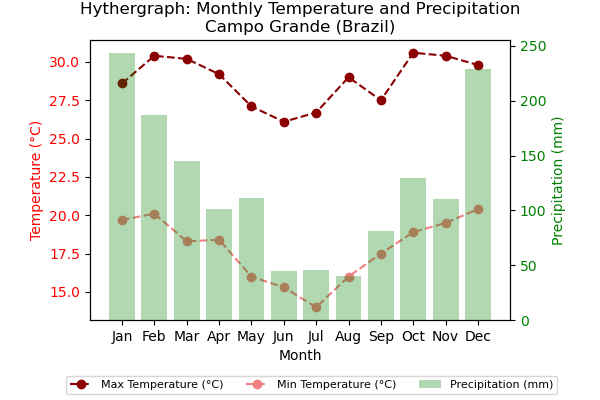 Hythergraph: Monthly Temperature and Precipitation
Campo Grande (Brazil)
30.0
27.5
25.0
22.5
20.0
17.5
15.0
Temperature (°C)
250
200
150
100
50
0
Precipitation (mm)
Jan Feb Mar Apr May Jun Jul Aug Sep Oct Nov Dec
Month
Max Temperature (°C) Min Temperature (°C) Precipitation (mm)